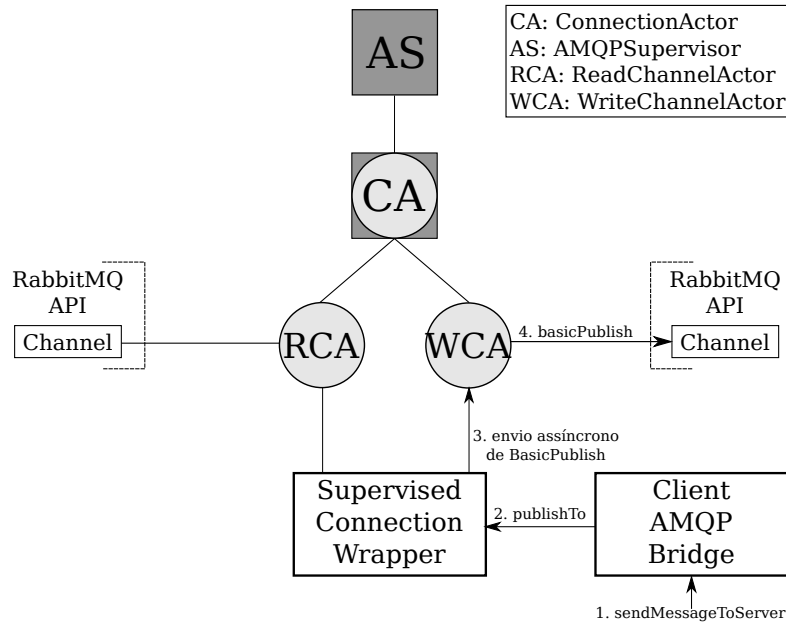 AS
CA: ConnectionActor
AS: AMQPSupervisor
RCA: ReadChannelActor
WCA: WriteChannelActor
CA
RabbitMQ
API
Channel
RCA
WCA
4. basicPublish
RabbitMQ
API
Channel
3. envio assíncrono
de BasicPublish
Supervised
Connection
Wrapper
2. publishTo
Client
AMQP
Bridge
1. sendMessageToServer